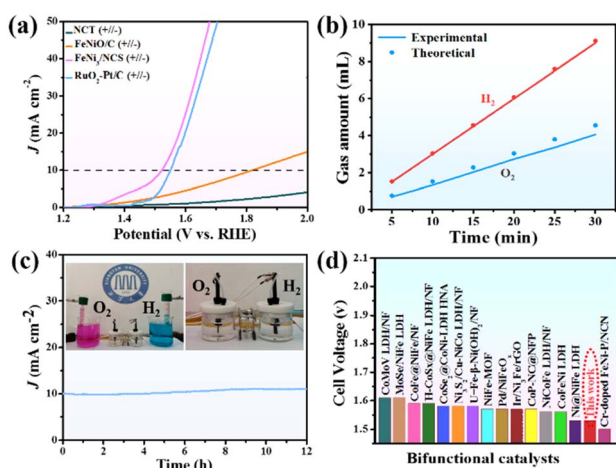 (a)
NCT (+/-)
FeNiO/C (+/-)
FeNi3/NCS (+/-)
RuO2-Pt/C (+/-)
J (mA cm-2)
50
40
30
20
10
0
1.2 1.4 1.6 1.8 2.0
Potential (V vs. RHE)
(b)
Experimental
Theoretical
H2
O2
Gas amount (mL)
10
8
6
4
2
0
5 10 15 20 25 30
Time (min)
(c)
O2 H2
O2 H2
J (mA cm-2)
40
30
20
10
0
0 2 4 6 8 10 12
Time (h)
(d)
Cell Voltage (v)
2.1
2.0
1.9
1.8
1.7
1.6
1.5
CoMoV LDH/NF
MoSe/NiFe LDH
CoFe@NiFe/NF
H-CoSx@NiFe LDH/NF
CoSe2@CoNi-LDH HNA
Ni3S2/Cu-NiCo LDH/NF
U-Fe-β-Ni(OH)2/NF
NiFe-MOF
Pd/NiFeOx
Ir/Ni3Fe/rGO
CoP-NC@NFP
NiCoFe LDH/NF
CoFeNi LDH
Ni@NiFe LDH
This work
Cr-doped FeNi-P/NCN
Bifunctional catalysts